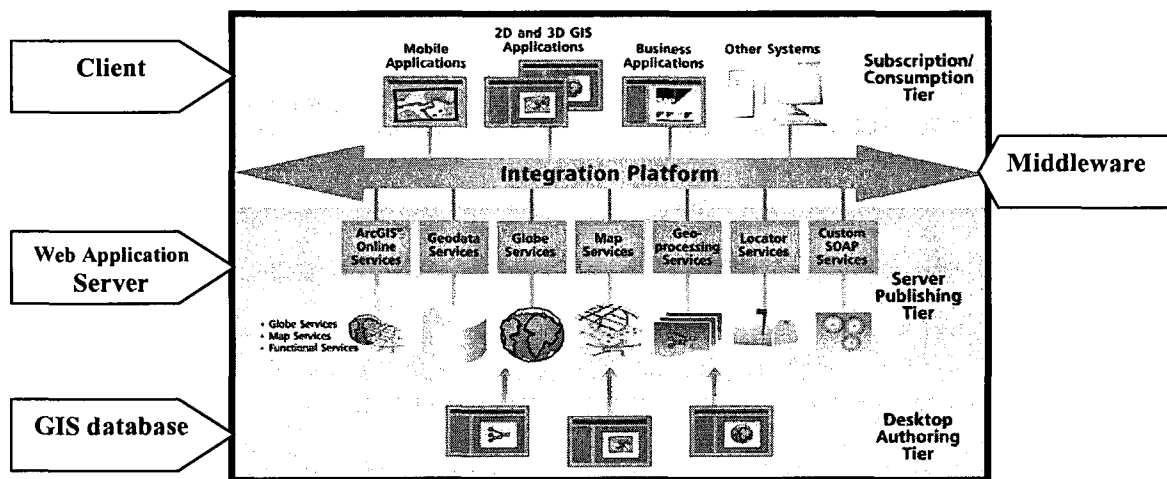 Client
2D and 3D GIS
Applications
Mobile
Applications
Business
Applications
Other Systems
Subscription/
Consumption
Tier
Integration Platform
Middleware
Web Application
Server
ArcGIS
Online
Services
Geodata
Services
Globe
Services
Map
Services
Geo-
processing
Services
Locator
Services
Custom
SOAP
Services
Server
Publishing
Tier
• Globe Services
• Map Services
• Functional Services
GIS database
Desktop
Authoring
Tier